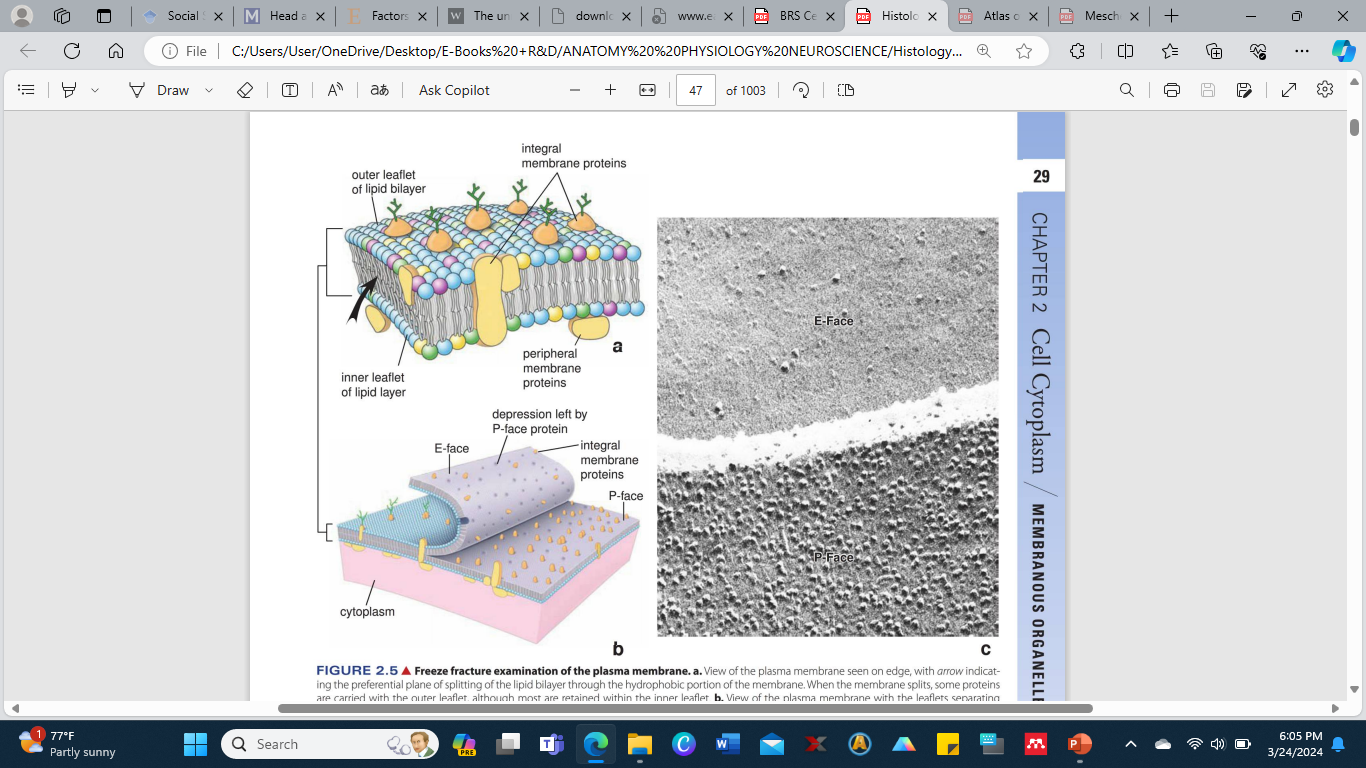 Social S
Head a
Factors
The un
downlo
www.e
BRS Ce
Histolo
Atlas o
Mesch
File
C:/Users/User/OneDrive/Desktop/E-Books%20+R&D/ANATOMY%20%20PHYSIOLOGY%20NEUROSCIENCE/Histology...
Draw
Ask Copilot
47
of 1003
integral
membrane proteins
outer leaflet
of lipid bilayer
inner leaflet
of lipid layer
peripheral
membrane
proteins
a
depression left by
P-face protein
E-face
integral
membrane
proteins
P-face
cytoplasm
b
E-Face
P-Face
c
29
CHAPTER 2 Cell Cytoplasm / MEMBRANOUS ORGANELLE
FIGURE 2.5 ▲ Freeze fracture examination of the plasma membrane. a. View of the plasma membrane seen on edge, with arrow indicat-
ing the preferential plane of splitting of the lipid bilayer through the hydrophobic portion of the membrane. When the membrane splits, some proteins
are carried with the outer leaflet, although most are retained within the inner leaflet. b. View of the plasma membrane with the leaflets separating
1
77°F
Partly sunny
Search
PRE
6:05 PM
3/24/2024